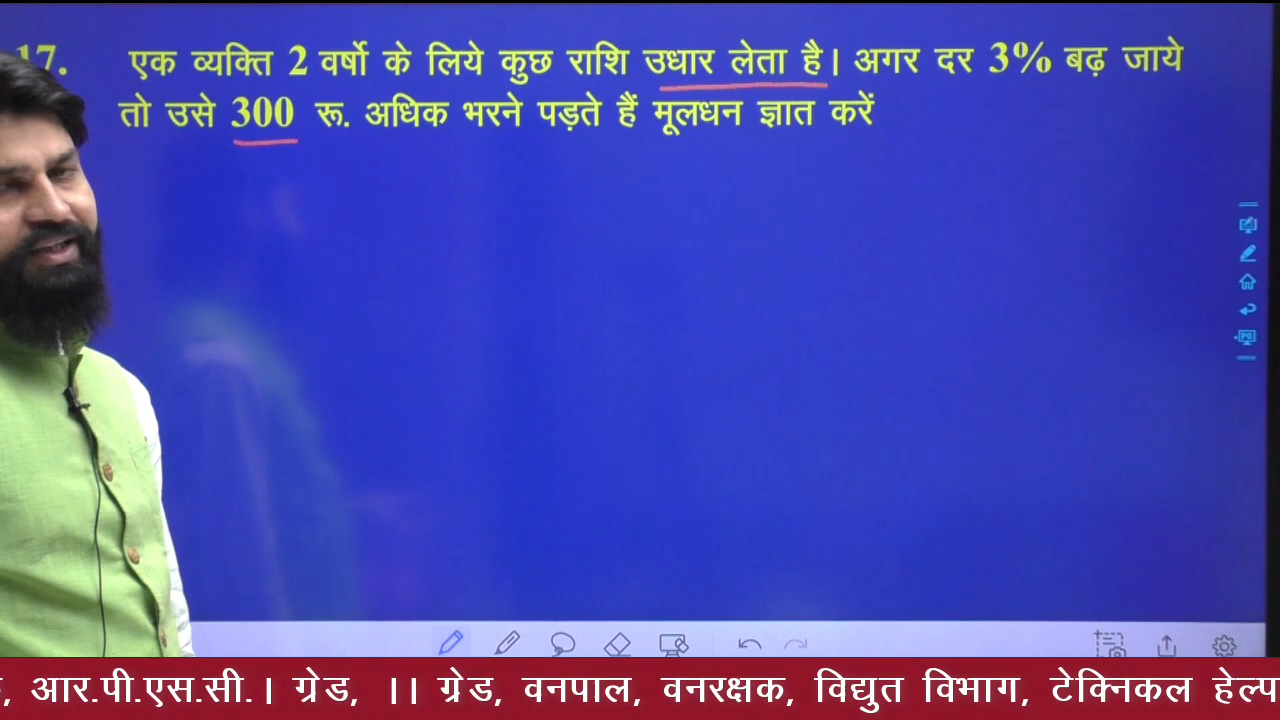 17. एक व्यक्ति 2 वर्षो के लिये कुछ राशि उधार लेता है। अगर दर 3% बढ़ जाये
तो उसे 300 रू. अधिक भरने पड़ते हैं मूलधन ज्ञात करें
PC
, आर.पी.एस.सी.। ग्रेड, ।। ग्रेड, वनपाल, वनरक्षक, विद्युत विभाग, टेक्निकल हेल्प